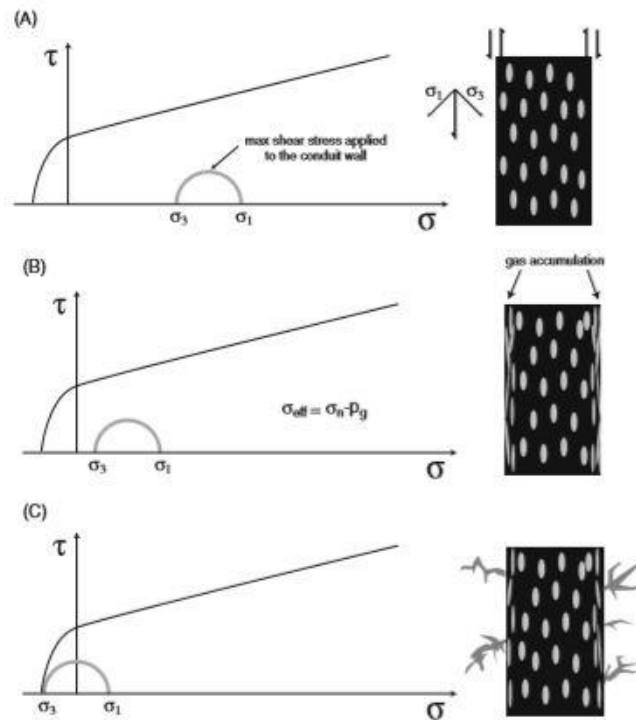 (A)
τ
max shear stress applied
to the conduit wall
σ3 σ1 σ
σ1 σ3
(B)
gas accumulation
τ
σeff = σn-pg
σ3 σ1 σ
(C)
τ
σ3 σ1 σ